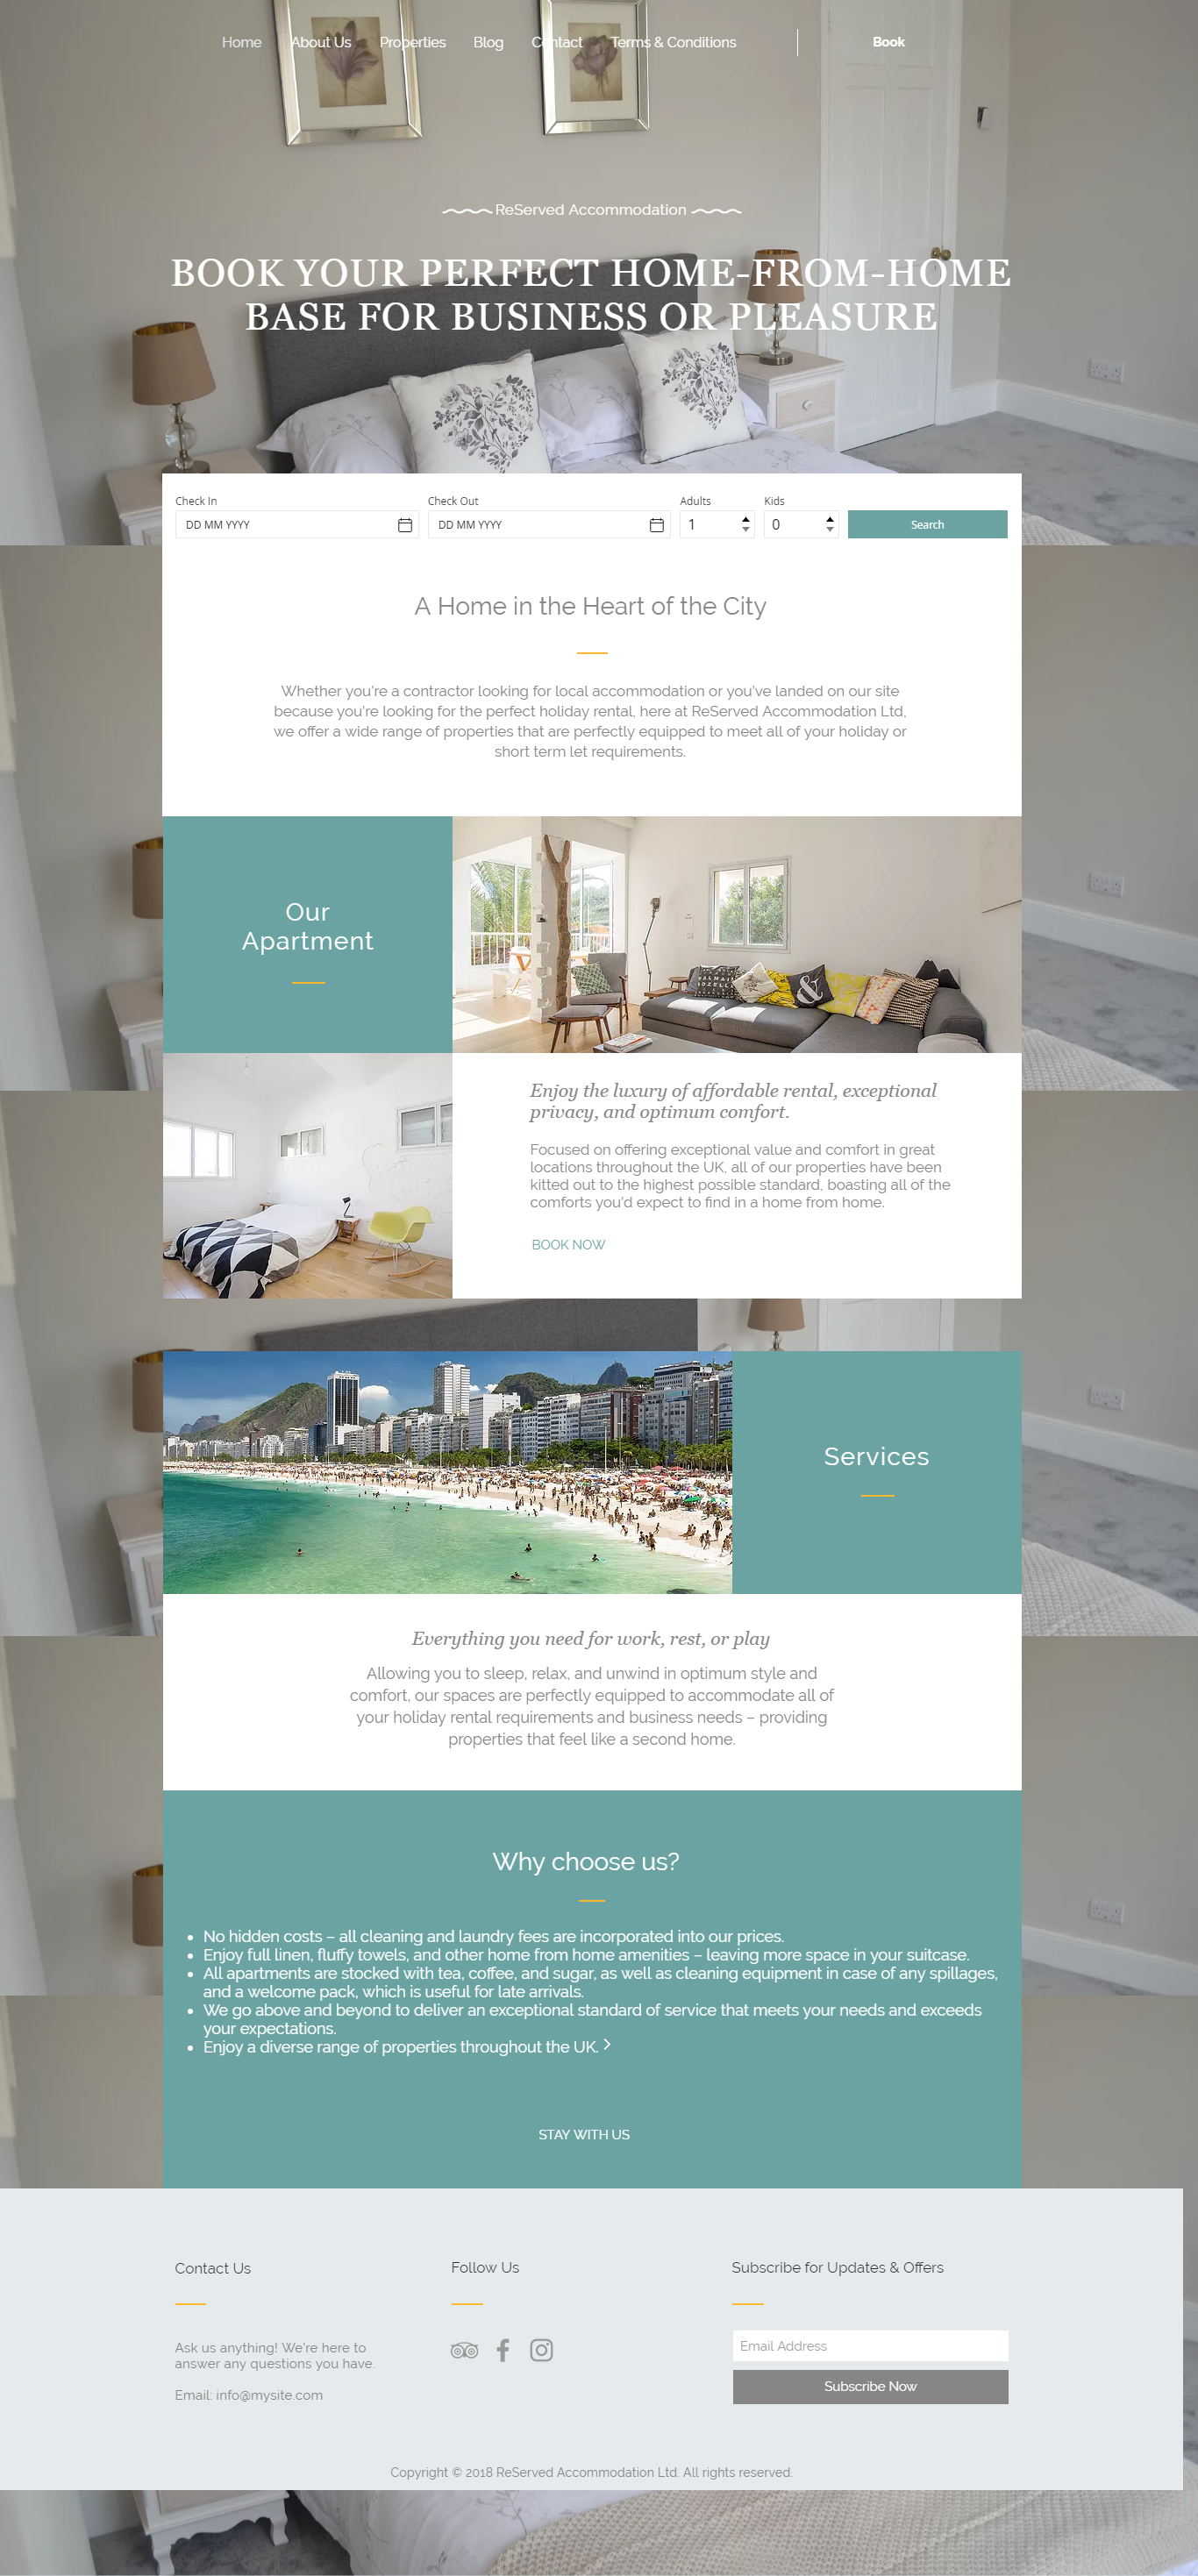 Home About Us Properties Blog Contact Terms & Conditions Book
ReServed Accommodation
BOOK YOUR PERFECT HOME-FROM-HOME
BASE FOR BUSINESS OR PLEASURE
Check In Check Out Adults Kids
DD MM YYYY DD MM YYYY 1 0 Search
A Home in the Heart of the City
Whether you're a contractor looking for local accommodation or you've landed on our site
because you're looking for the perfect holiday rental, here at ReServed Accommodation Ltd,
we offer a wide range of properties that are perfectly equipped to meet all of your holiday or
short term let requirements.
Our
Apartment
&
Enjoy the luxury of affordable rental, exceptional
privacy, and optimum comfort.
Focused on offering exceptional value and comfort in great
locations throughout the UK, all of our properties have been
kitted out to the highest possible standard, boasting all of the
comforts you'd expect to find in a home from home.
BOOK NOW
Services
Everything you need for work, rest, or play
Allowing you to sleep, relax, and unwind in optimum style and
comfort, our spaces are perfectly equipped to accommodate all of
your holiday rental requirements and business needs – providing
properties that feel like a second home.
Why choose us?
• No hidden costs – all cleaning and laundry fees are incorporated into our prices.
• Enjoy full linen, fluffy towels, and other home from home amenities – leaving more space in your suitcase.
• All apartments are stocked with tea, coffee, and sugar, as well as cleaning equipment in case of any spillages,
and a welcome pack, which is useful for late arrivals.
• We go above and beyond to deliver an exceptional standard of service that meets your needs and exceeds
your expectations.
• Enjoy a diverse range of properties throughout the UK.
STAY WITH US
Contact Us
Ask us anything! We're here to
answer any questions you have.
Email: info@mysite.com
Follow Us
Subscribe for Updates & Offers
Email Address
Subscribe Now
Copyright © 2018 ReServed Accommodation Ltd. All rights reserved.